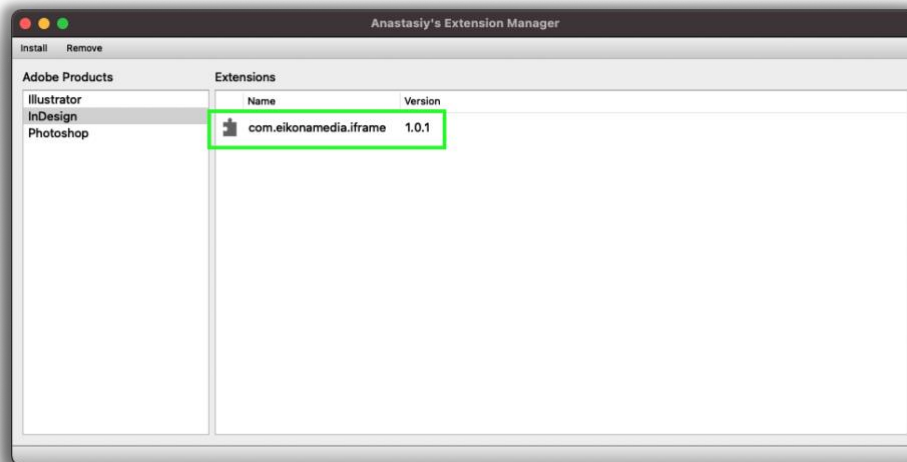 Anastasiy's Extension Manager
Install Remove
Adobe Products
Illustrator
InDesign
Photoshop
Extensions
Name Version
com.eikonamedia.iframe 1.0.1